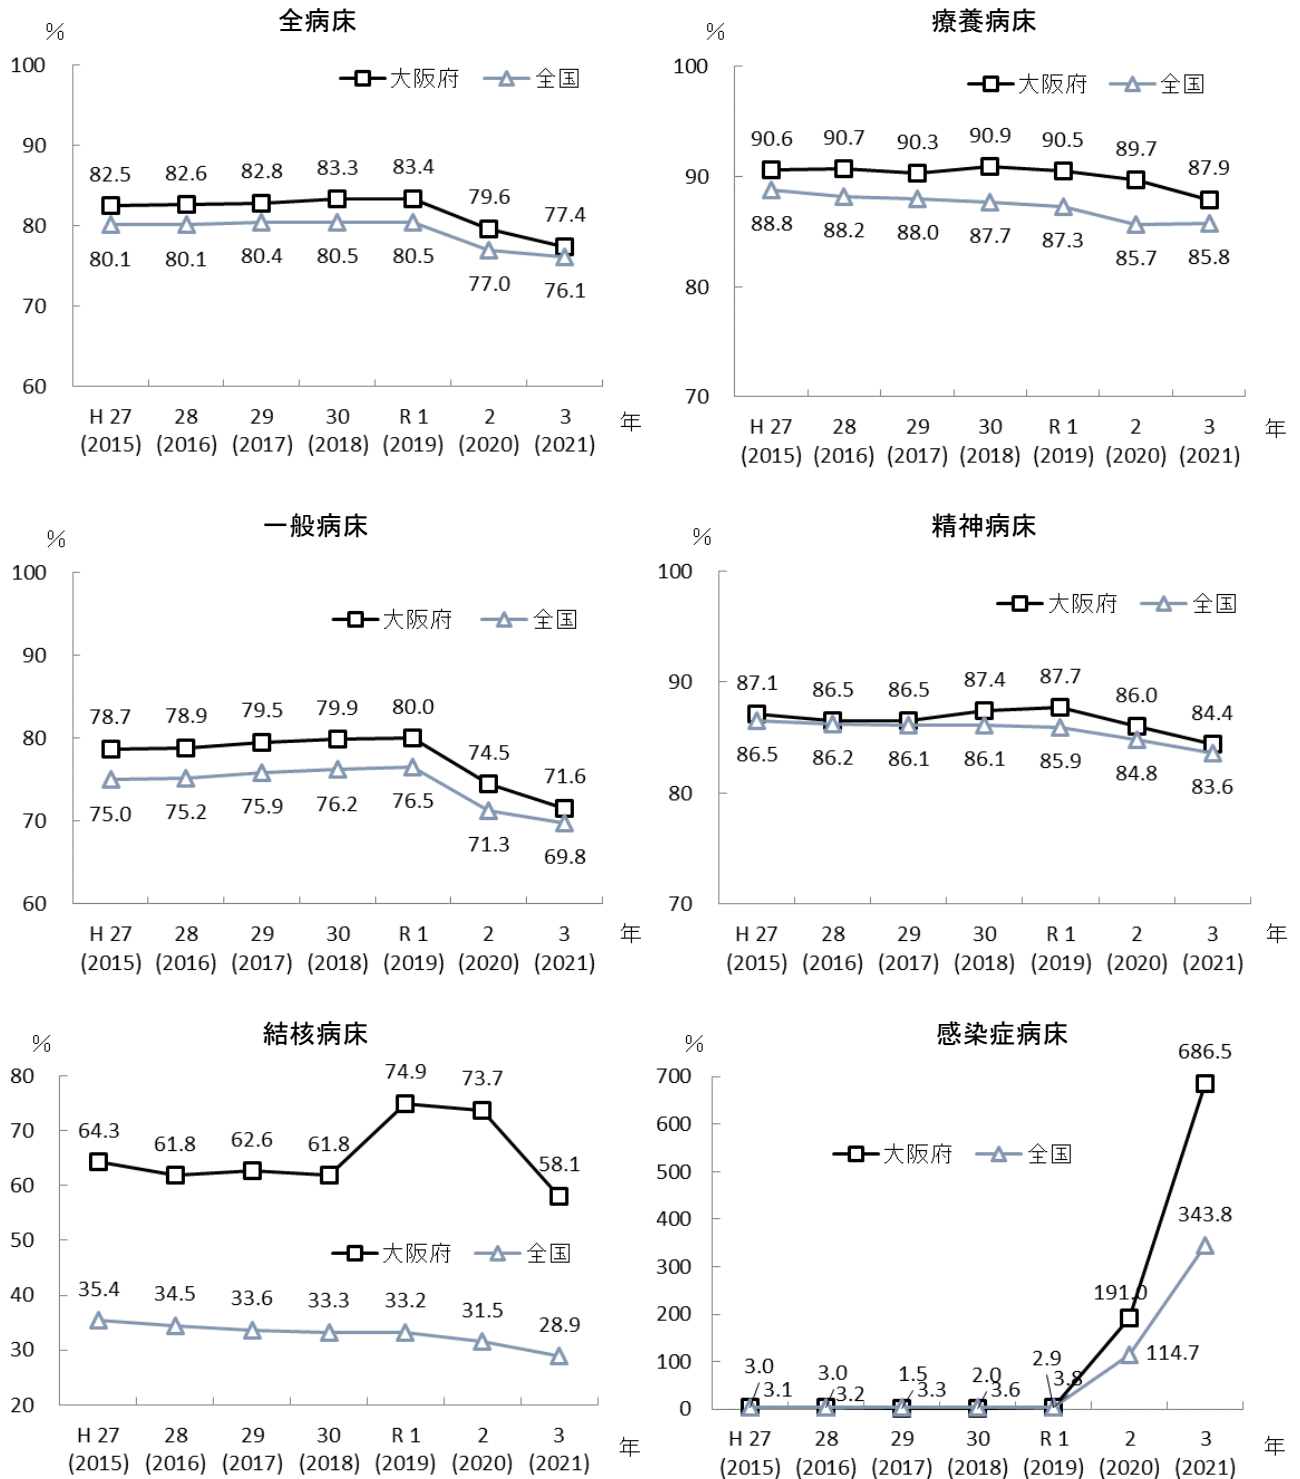 全病床
%
大阪府 全国
100
90
80
70
60
82.5 82.6 82.8 83.3 83.4 79.6 77.4
80.1 80.1 80.4 80.5 80.5 77.0 76.1
H 27 28 29 30 R 1 2 3 年
(2015) (2016) (2017) (2018) (2019) (2020) (2021)
療養病床
%
大阪府 全国
100
90
80
70
90.6 90.7 90.3 90.9 90.5 89.7 87.9
88.8 88.2 88.0 87.7 87.3 85.7 85.8
H 27 28 29 30 R 1 2 3 年
(2015) (2016) (2017) (2018) (2019) (2020) (2021)
一般病床
%
大阪府 全国
100
90
80
70
60
78.7 78.9 79.5 79.9 80.0 74.5 71.6
75.0 75.2 75.9 76.2 76.5 71.3 69.8
H 27 28 29 30 R 1 2 3 年
(2015) (2016) (2017) (2018) (2019) (2020) (2021)
精神病床
%
大阪府 全国
100
90
80
70
87.1 86.5 86.5 87.4 87.7 86.0 84.4
86.5 86.2 86.1 86.1 85.9 84.8 83.6
H 27 28 29 30 R 1 2 3 年
(2015) (2016) (2017) (2018) (2019) (2020) (2021)
結核病床
%
80
70
60
50
40
30
20
64.3 61.8 62.6 61.8 74.9 73.7 58.1
大阪府 全国
35.4 34.5 33.6 33.3 33.2 31.5 28.9
H 27 28 29 30 R 1 2 3 年
(2015) (2016) (2017) (2018) (2019) (2020) (2021)
感染症病床
%
700
600
500
400
300
200
100
0
大阪府 全国
3.0 3.0 1.5 2.0 2.9 191.0 686.5
3.1 3.2 3.3 3.6 3.8 114.7 343.8
H 27 28 29 30 R 1 2 3 年
(2015) (2016) (2017) (2018) (2019) (2020) (2021)